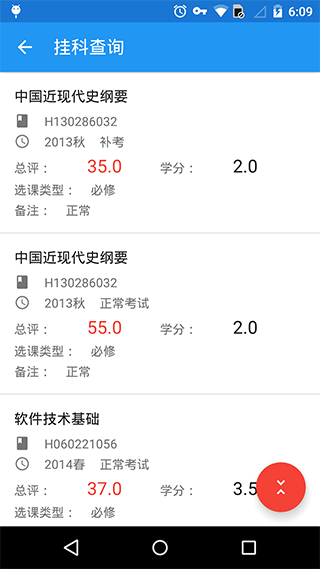 6:09
挂科查询
中国近现代史纲要
H130286032
2013秋 补考
总评： 35.0 学分： 2.0
选课类型： 必修
备注： 正常
中国近现代史纲要
H130286032
2013秋 正常考试
总评： 55.0 学分： 2.0
选课类型： 必修
备注： 正常
软件技术基础
H060221056
2014春 正常考试
总评： 37.0 学分： 3.5
选课类型： 必修